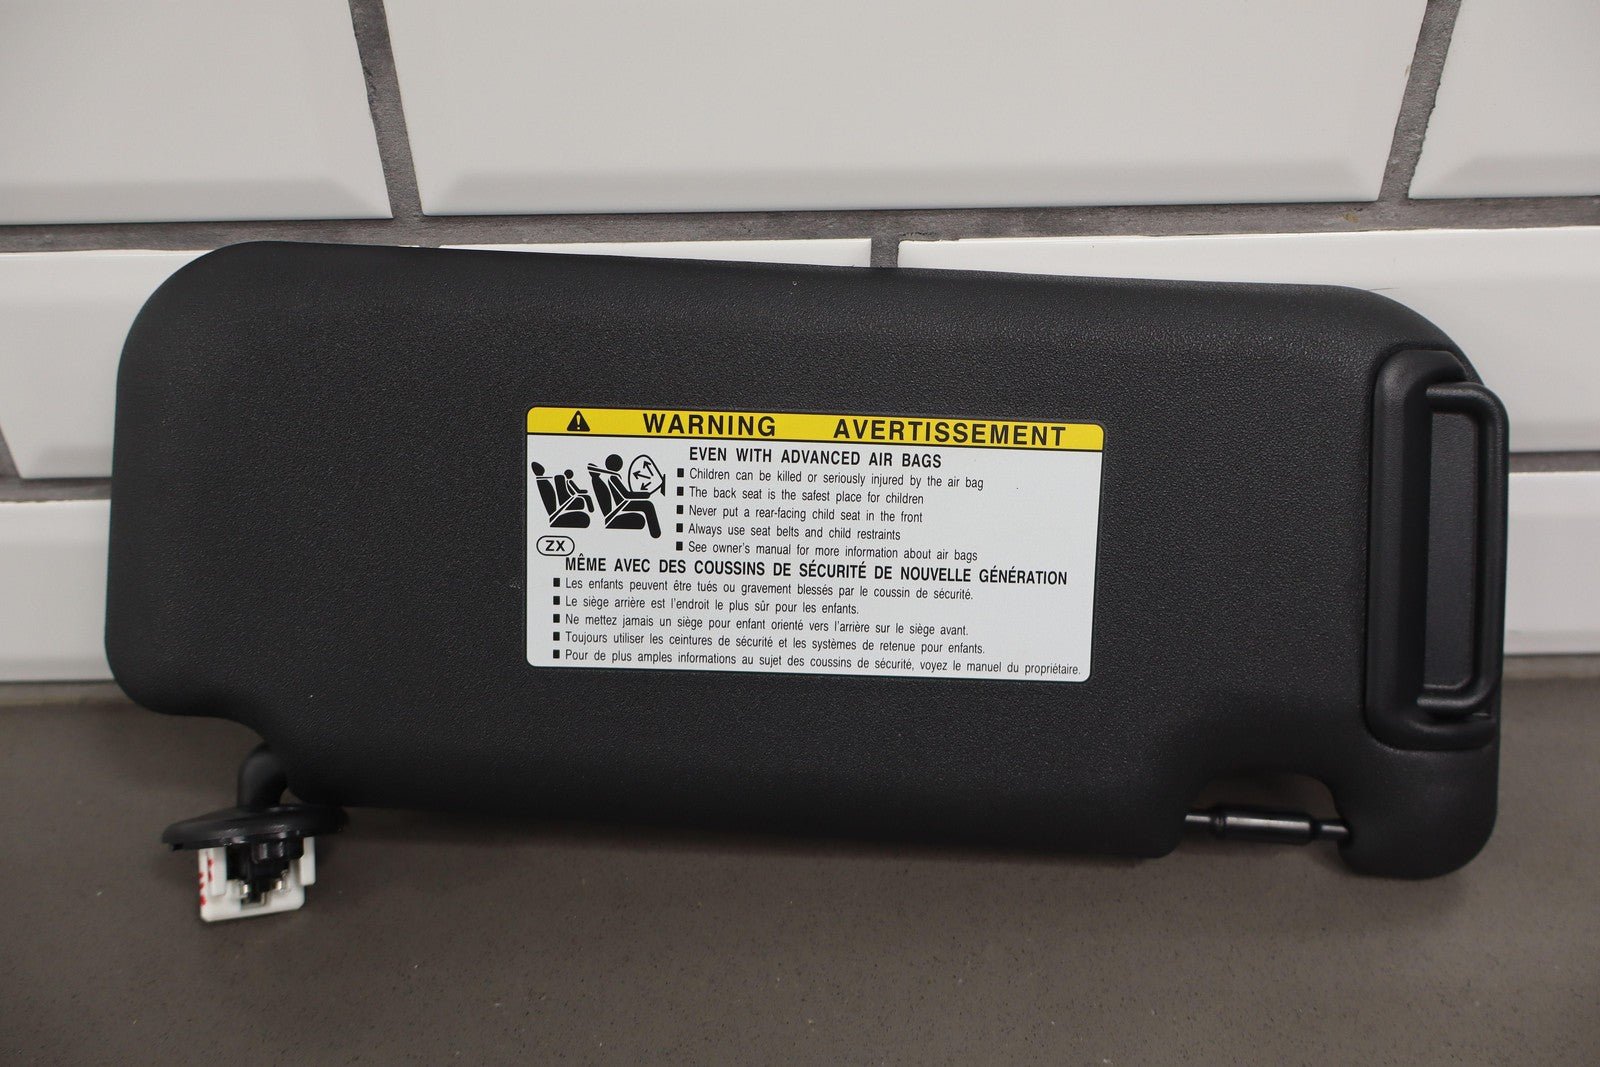 WARNING AVERTISSEMENT
EVEN WITH ADVANCED AIR BAGS
■ Children can be killed or seriously injured by the air bag
■ The back seat is the safest place for children
■ Never put a rear-facing child seat in the front
■ Always use seat belts and child restraints
■ See owner's manual for more information about air bags
ZX
MÊME AVEC DES COUSSINS DE SÉCURITÉ DE NOUVELLE GÉNÉRATION
■ Les enfants peuvent être tués ou gravement blessés par le coussin de sécurité.
■ Le siège arrière est l'endroit le plus sûr pour les enfants.
■ Ne mettez jamais un siège pour enfant orienté vers l'arrière sur le siège avant.
■ Toujours utiliser les ceintures de sécurité et les systèmes de retenue pour enfants.
■ Pour de plus amples informations au sujet des coussins de sécurité, voyez le manuel du propriétaire.